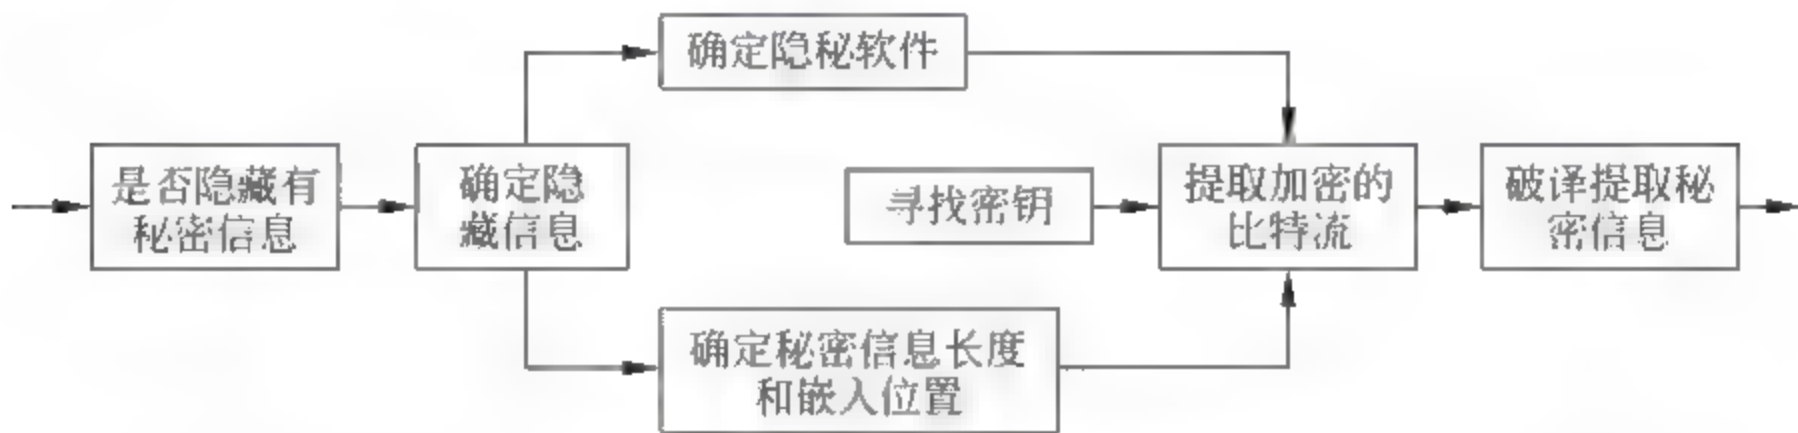 确定隐秘软件
是否隐藏有
秘密信息
确定隐
藏信息
寻找密钥
提取加密的
比特流
破译提取秘
密信息
确定秘密信息长度
和嵌入位置